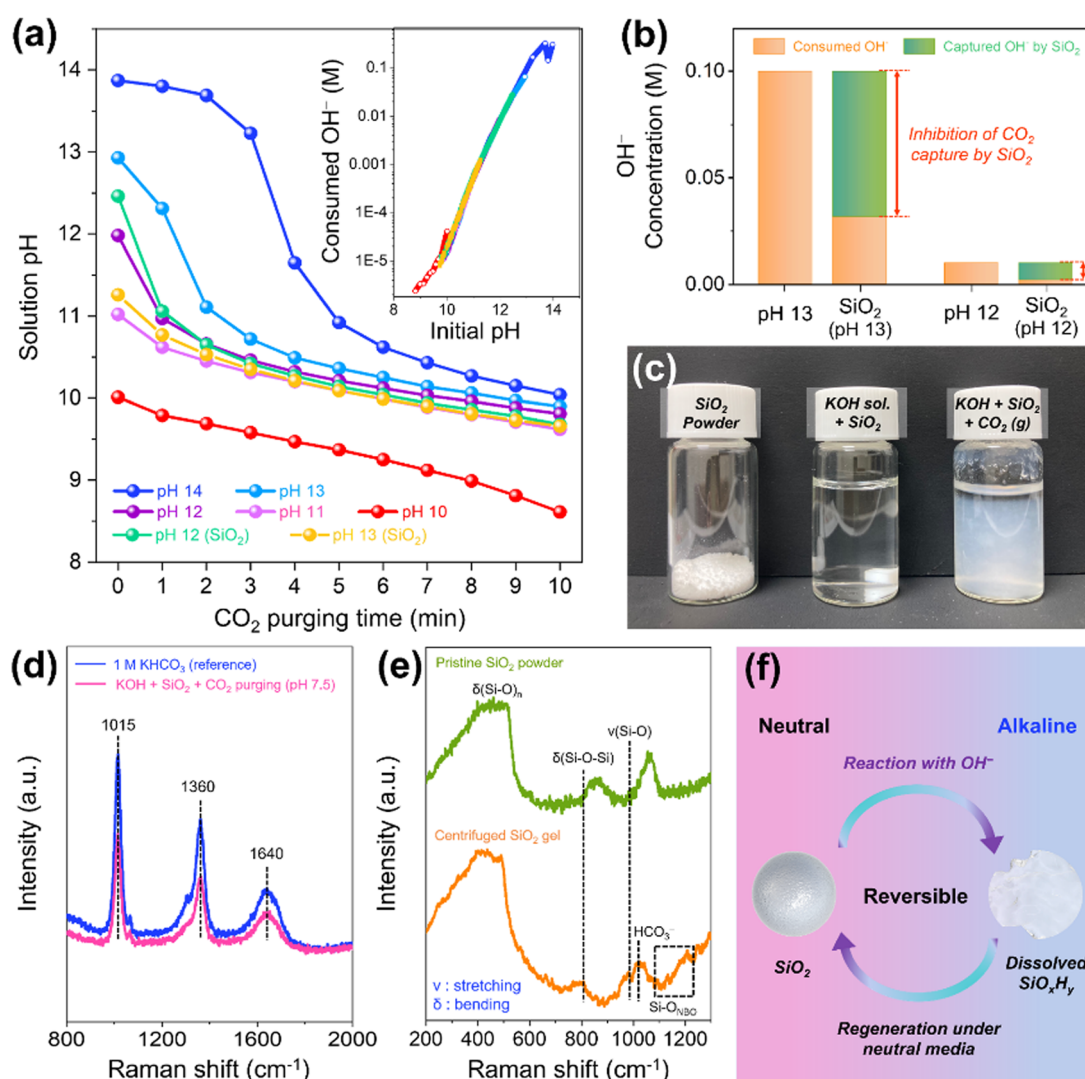 (a)
Solution pH
14
13
12
11
10
9
8
0 1 2 3 4 5 6 7 8 9 10
CO₂ purging time (min)
pH 14 pH 13
pH 12 pH 11 pH 10
pH 12 (SiO₂) pH 13 (SiO₂)
Consumed OH⁻ (M)
0.1
0.01
0.001
1E-4
1E-5
8 10 12 14
Initial pH
(b)
Consumed OH⁻ Captured OH⁻ by SiO₂
OH⁻
Concentration (M)
0.10
0.05
0.00
Inhibition of CO₂
capture by SiO₂
pH 13 SiO₂ pH 12 SiO₂
(pH 13) (pH 12)
(c)
SiO₂
Powder
KOH sol.
+ SiO₂
KOH + SiO₂
+ CO₂ (g)
(d)
1 M KHCO₃ (reference)
KOH + SiO₂ + CO₂ purging (pH 7.5)
1015
1360
1640
Intensity (a.u.)
800 1200 1600 2000
Raman shift (cm⁻¹)
(e)
Pristine SiO₂ powder
δ(Si-O)ₙ
ν(Si-O)
δ(Si-O-Si)
Centrifuged SiO₂ gel
HCO₃⁻
ν : stretching
δ : bending
Si-O_NBO
Intensity (a.u.)
200 400 600 800 1000 1200
Raman shift (cm⁻¹)
(f)
Neutral Alkaline
Reaction with OH⁻
Reversible
SiO₂
Dissolved
SiOₓHᵧ
Regeneration under
neutral media